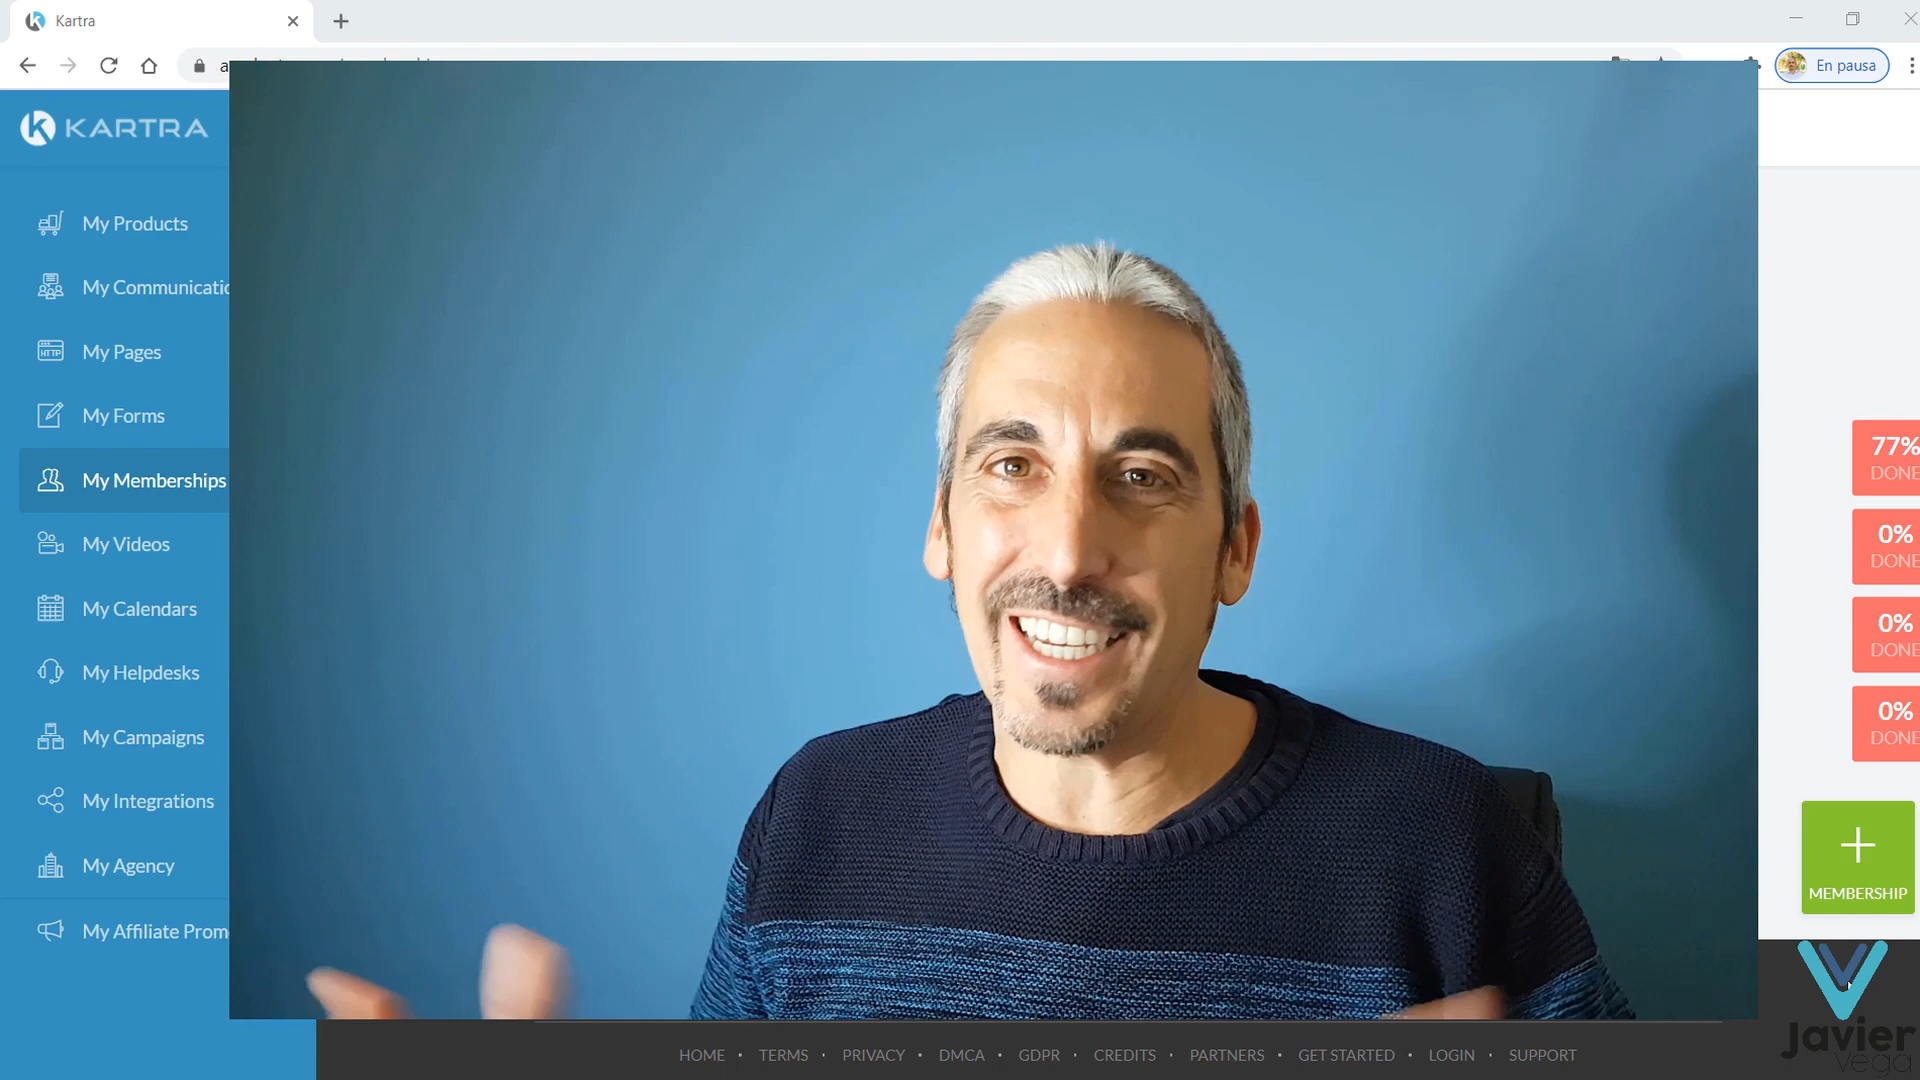 Kartra
En pausa
KARTRA
My Products
My Communicatio
My Pages
HTTP
My Forms
My Memberships
My Videos
My Calendars
My Helpdesks
My Campaigns
My Integrations
My Agency
My Affiliate Prom
77%
DONE
0%
DONE
0%
DONE
0%
DONE
MEMBERSHIP
Javier
Vega
HOME • TERMS • PRIVACY • DMCA • GDPR • CREDITS • PARTNERS • GET STARTED • LOGIN • SUPPORT